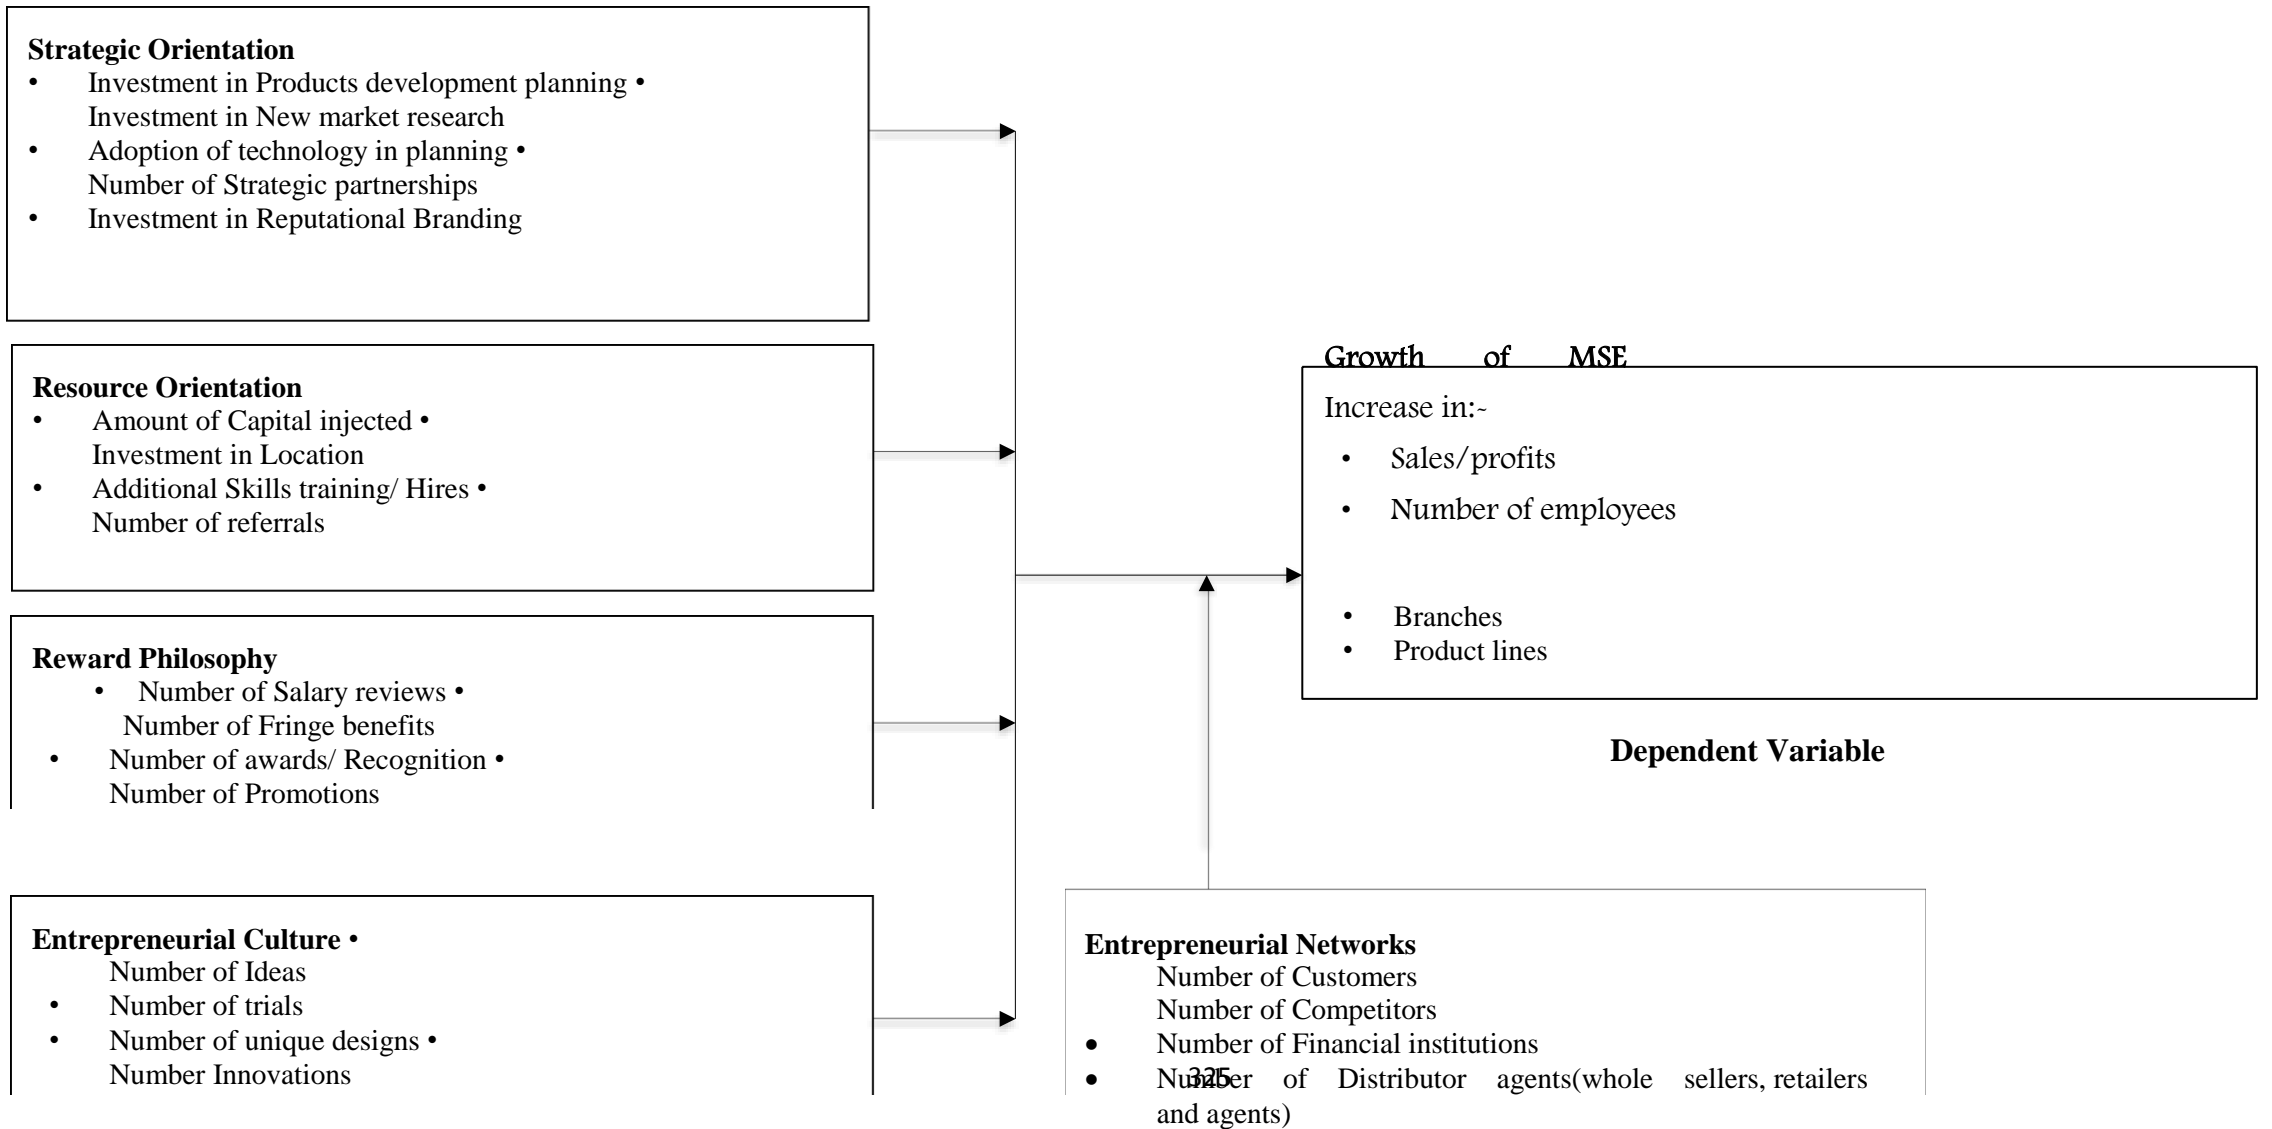 Strategic Orientation
• Investment in Products development planning •
Investment in New market research
• Adoption of technology in planning •
Number of Strategic partnerships
• Investment in Reputational Branding
Resource Orientation
• Amount of Capital injected •
Investment in Location
• Additional Skills training/ Hires •
Number of referrals
Reward Philosophy
• Number of Salary reviews •
Number of Fringe benefits
• Number of awards/ Recognition •
Number of Promotions
Entrepreneurial Culture •
Number of Ideas
• Number of trials
• Number of unique designs •
Number Innovations
Growth of MSE
Increase in:-
• Sales/profits
• Number of employees
• Branches
• Product lines
Dependent Variable
Entrepreneurial Networks
Number of Customers
Number of Competitors
• Number of Financial institutions
• Number of Distributor agents(whole sellers, retailers
and agents)
325